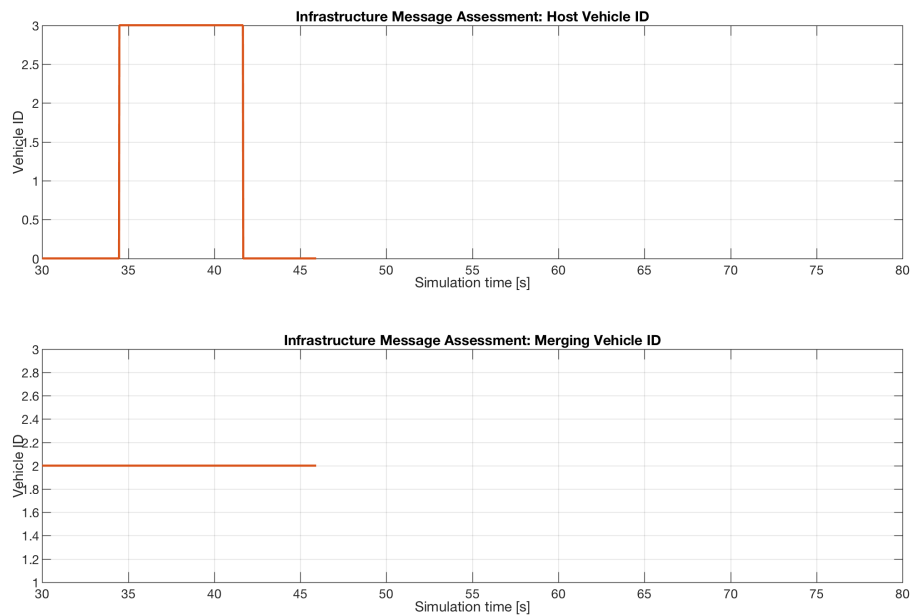 Infrastructure Message Assessment: Host Vehicle ID
3
2.5
2
1.5
1
0.5
0
Vehicle ID
30 35 40 45 50 55 60 65 70 75 80
Simulation time [s]
Infrastructure Message Assessment: Merging Vehicle ID
3
2.8
2.6
2.4
2.2
2
1.8
1.6
1.4
1.2
1
Vehicle ID
30 35 40 45 50 55 60 65 70 75 80
Simulation time [s]